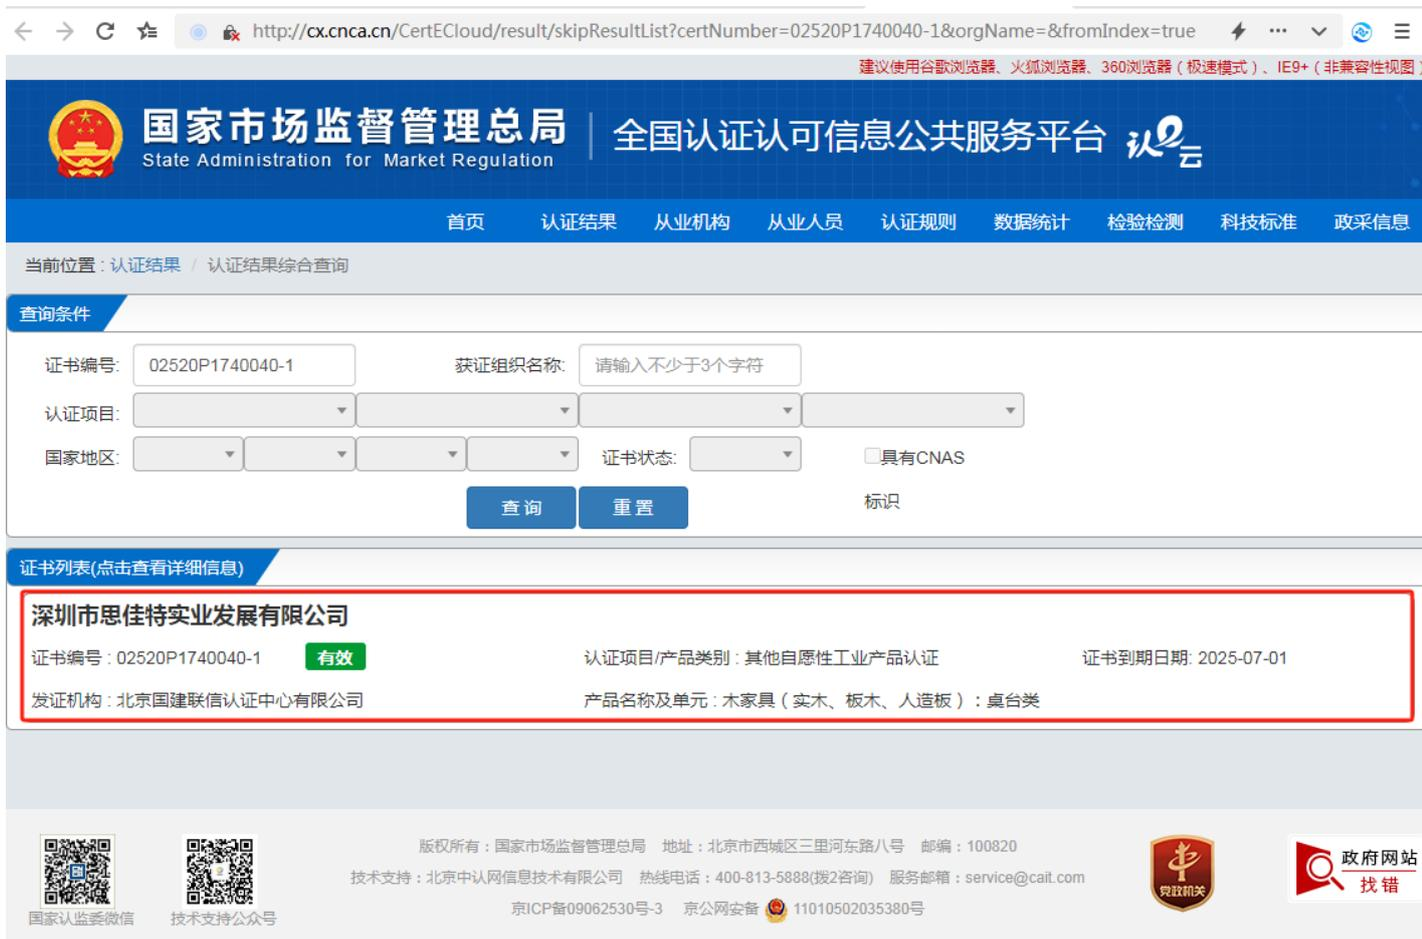 http://cx.cnca.cn/CertECloud/result/skipResultList?certNumber=02520P1740040-1&orgName=&fromIndex=true
建议使用谷歌浏览器、火狐浏览器、360浏览器（极速模式）、IE9+（非兼容性视图）
国家市场监督管理总局 全国认证认可信息公共服务平台 认e云
State Administration for Market Regulation
首页 认证结果 从业机构 从业人员 认证规则 数据统计 检验检测 科技标准 政采信息
当前位置 : 认证结果 / 认证结果综合查询
查询条件
证书编号: 02520P1740040-1 获证组织名称: 请输入不少于3个字符
认证项目:
国家地区: 证书状态: 具有CNAS
标识
查 询 重 置
证书列表(点击查看详细信息)
深圳市思佳特实业发展有限公司
证书编号 : 02520P1740040-1 有效 认证项目/产品类别 : 其他自愿性工业产品认证 证书到期日期: 2025-07-01
发证机构 : 北京国建联信认证中心有限公司 产品名称及单元 : 木家具（实木、板木、人造板）：桌台类
版权所有：国家市场监督管理总局 地址：北京市西城区三里河东路八号 邮编：100820
技术支持：北京中认网信息技术有限公司 热线电话：400-813-5888(拨2咨询) 服务邮箱：service@cait.com
京ICP备09062530号-3 京公网安备 11010502035380号
国家认监委微信 技术支持公众号
党政机关
政府网站
找错